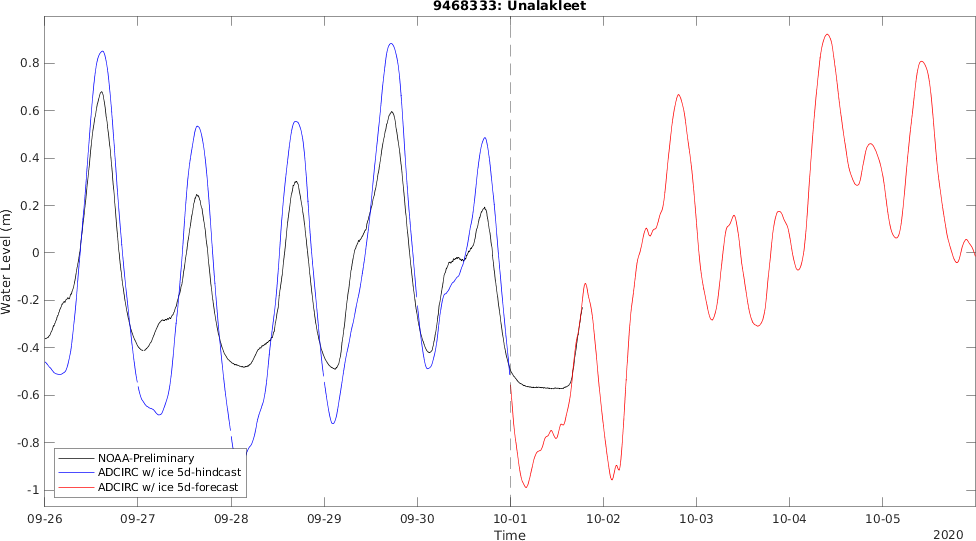 9468333: Unalakleet
Water Level (m)
0.8
0.6
0.4
0.2
0
-0.2
-0.4
-0.6
-0.8
-1
NOAA-Preliminary
ADCIRC w/ ice 5d-hindcast
ADCIRC w/ ice 5d-forecast
09-26 09-27 09-28 09-29 09-30 10-01 10-02 10-03 10-04 10-05
Time
2020